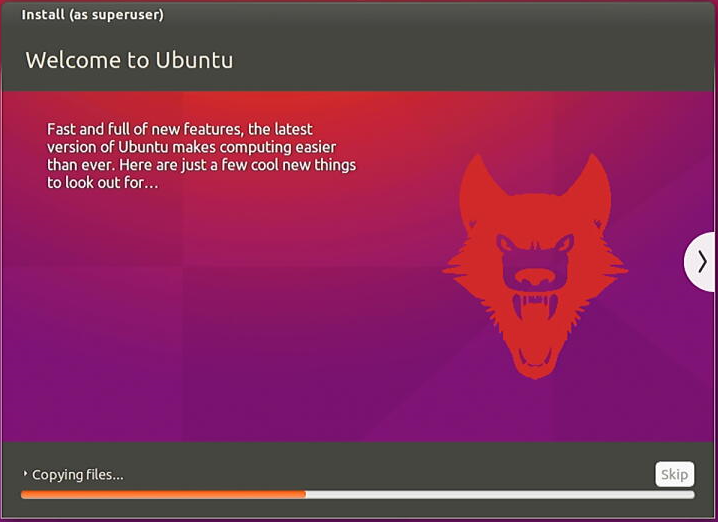 Install (as superuser)
Welcome to Ubuntu
Fast and full of new features, the latest
version of Ubuntu makes computing easier
than ever. Here are just a few cool new things
to look out for…
Copying files...
Skip